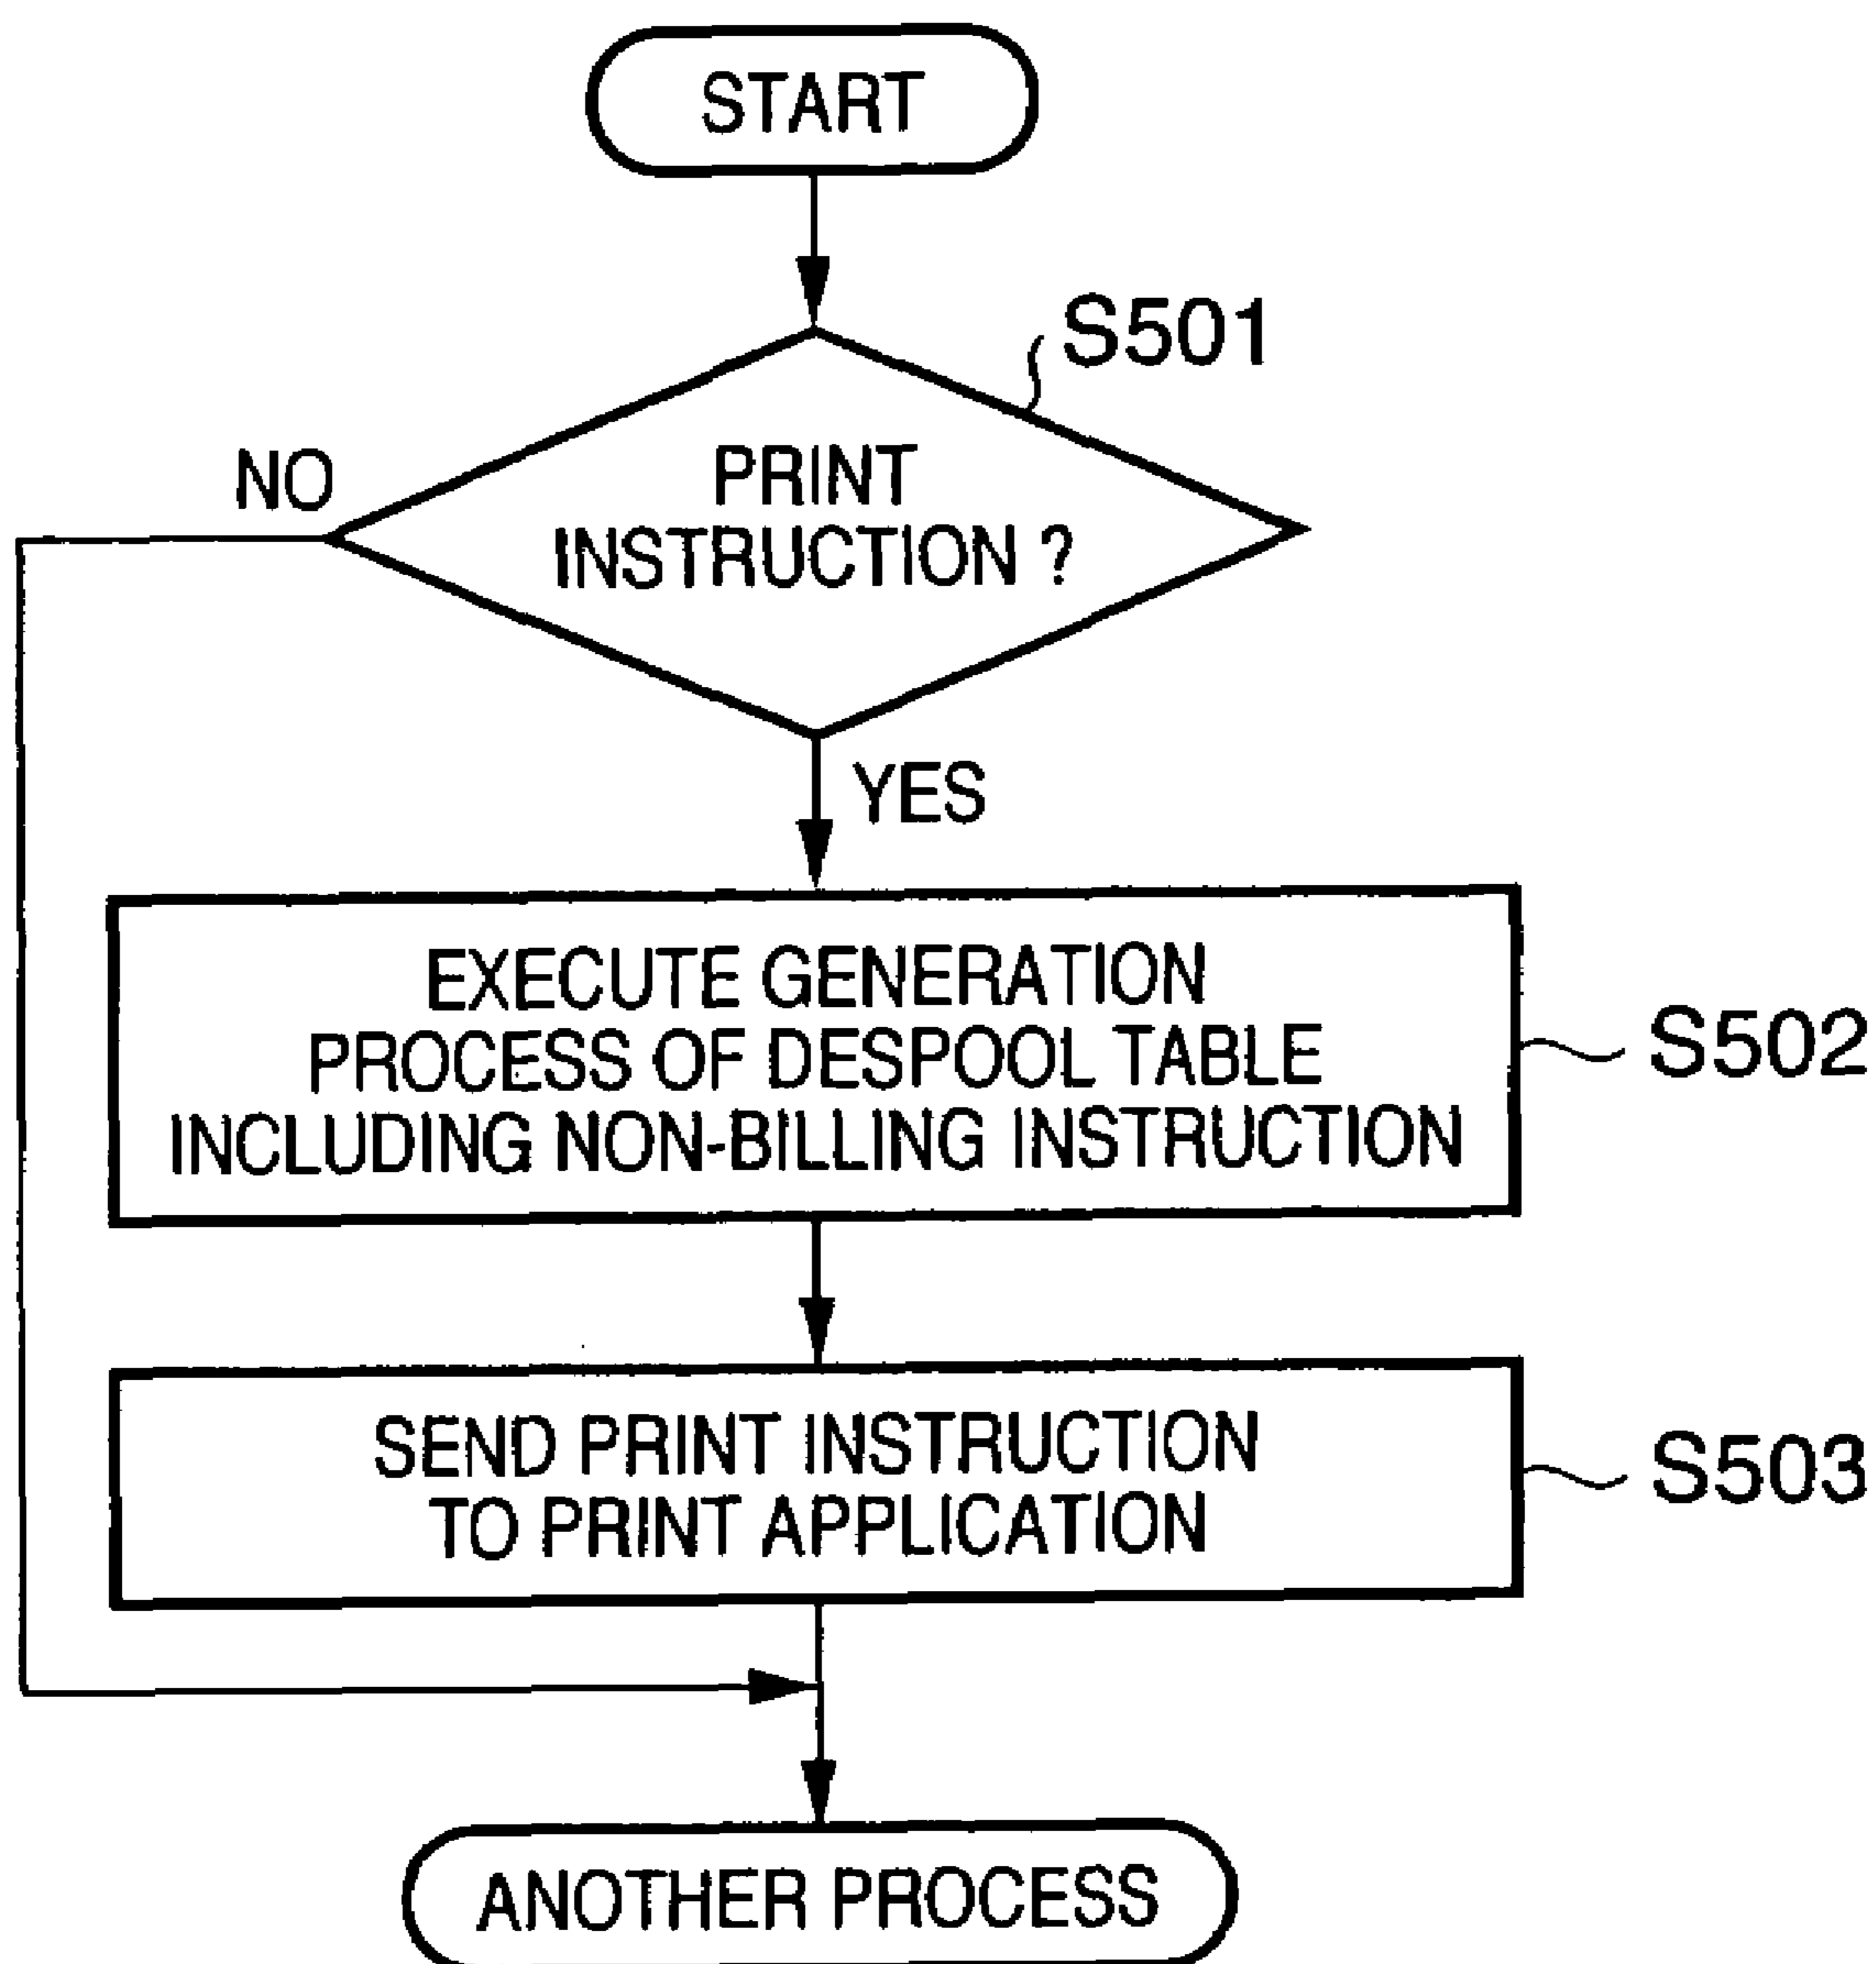 START
S501
NO
PRINT
INSTRUCTION ?
YES
EXECUTE GENERATION
PROCESS OF DESPOOL TABLE
INCLUDING NON-BILLING INSTRUCTION
S502
SEND PRINT INSTRUCTION
TO PRINT APPLICATION
S503
ANOTHER PROCESS